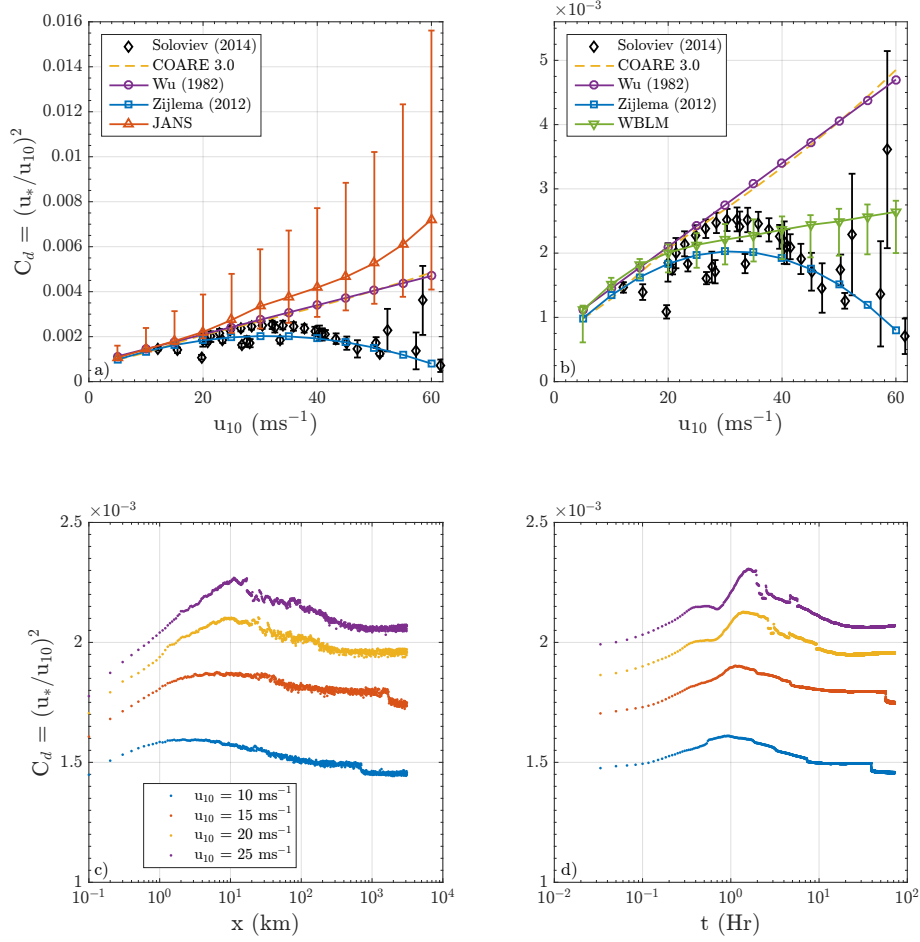 C_d = (u_*/u_10)^2
0.016
0.014
0.012
0.01
0.008
0.006
0.004
0.002
0
Soloviev (2014)
COARE 3.0
Wu (1982)
Zijlema (2012)
JANS
a)
0 20 40 60
u_10 (ms^−1)
×10^−3
5
4
3
2
1
0
Soloviev (2014)
COARE 3.0
Wu (1982)
Zijlema (2012)
WBLM
b)
0 20 40 60
u_10 (ms^−1)
C_d = (u_*/u_10)^2
×10^−3
2.5
2
1.5
1
u_10 = 10 ms^−1
u_10 = 15 ms^−1
u_10 = 20 ms^−1
u_10 = 25 ms^−1
c)
10^−1 10^0 10^1 10^2 10^3 10^4
x (km)
×10^−3
2.5
2
1.5
1
d)
10^−2 10^−1 10^0 10^1 10^2
t (Hr)